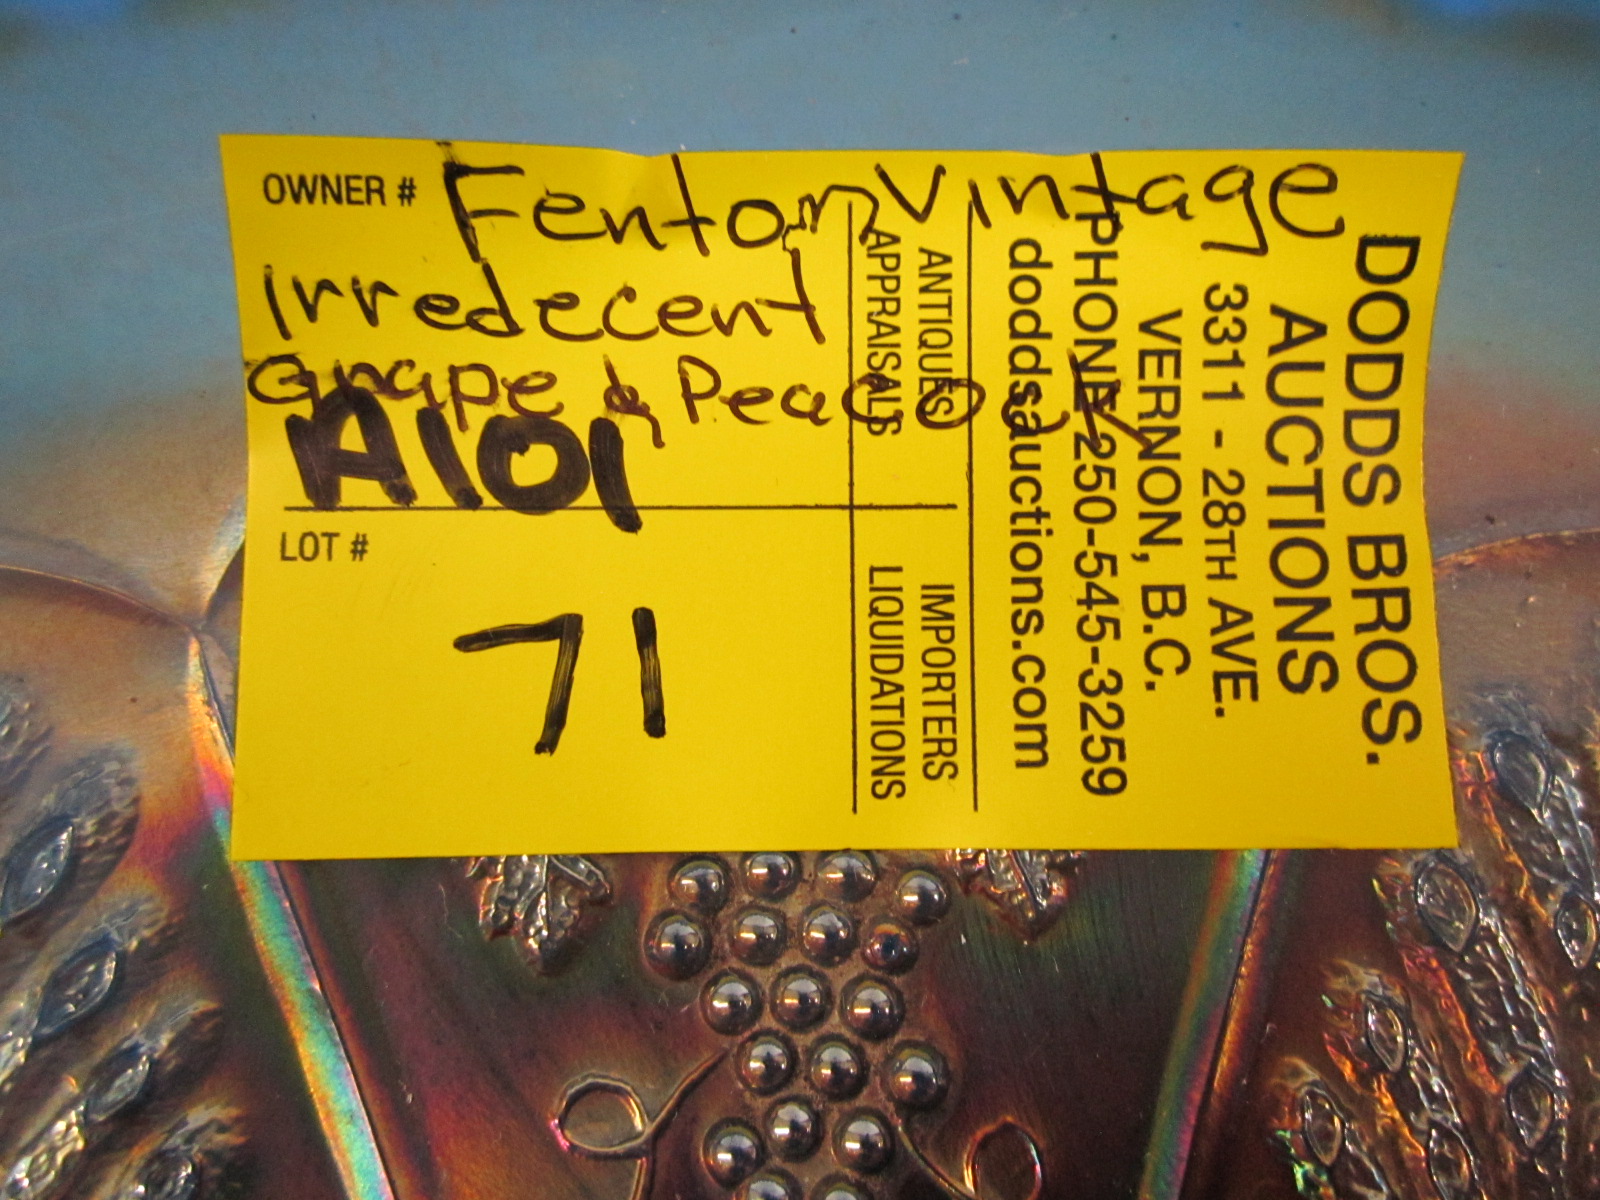 OWNER # Fenton Vintage
irredecent
Grape & Peacock
A101
LOT #
71
DODDS BROS.
AUCTIONS
3311 - 28TH AVE.
VERNON, B.C.
PHONE 250-545-3259
doddsauctions.com
ANTIQUES IMPORTERS
APPRAISALS LIQUIDATIONS